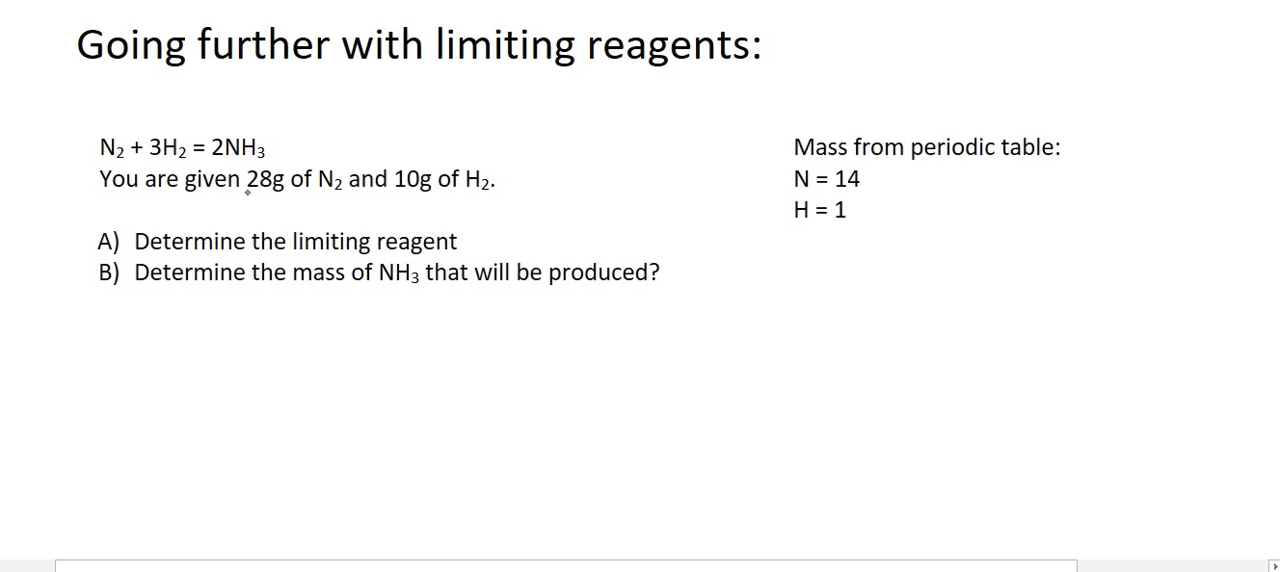 Going further with limiting reagents:
N₂ + 3H₂ = 2NH₃
You are given 28g of N₂ and 10g of H₂.
A) Determine the limiting reagent
B) Determine the mass of NH₃ that will be produced?
Mass from periodic table:
N = 14
H = 1